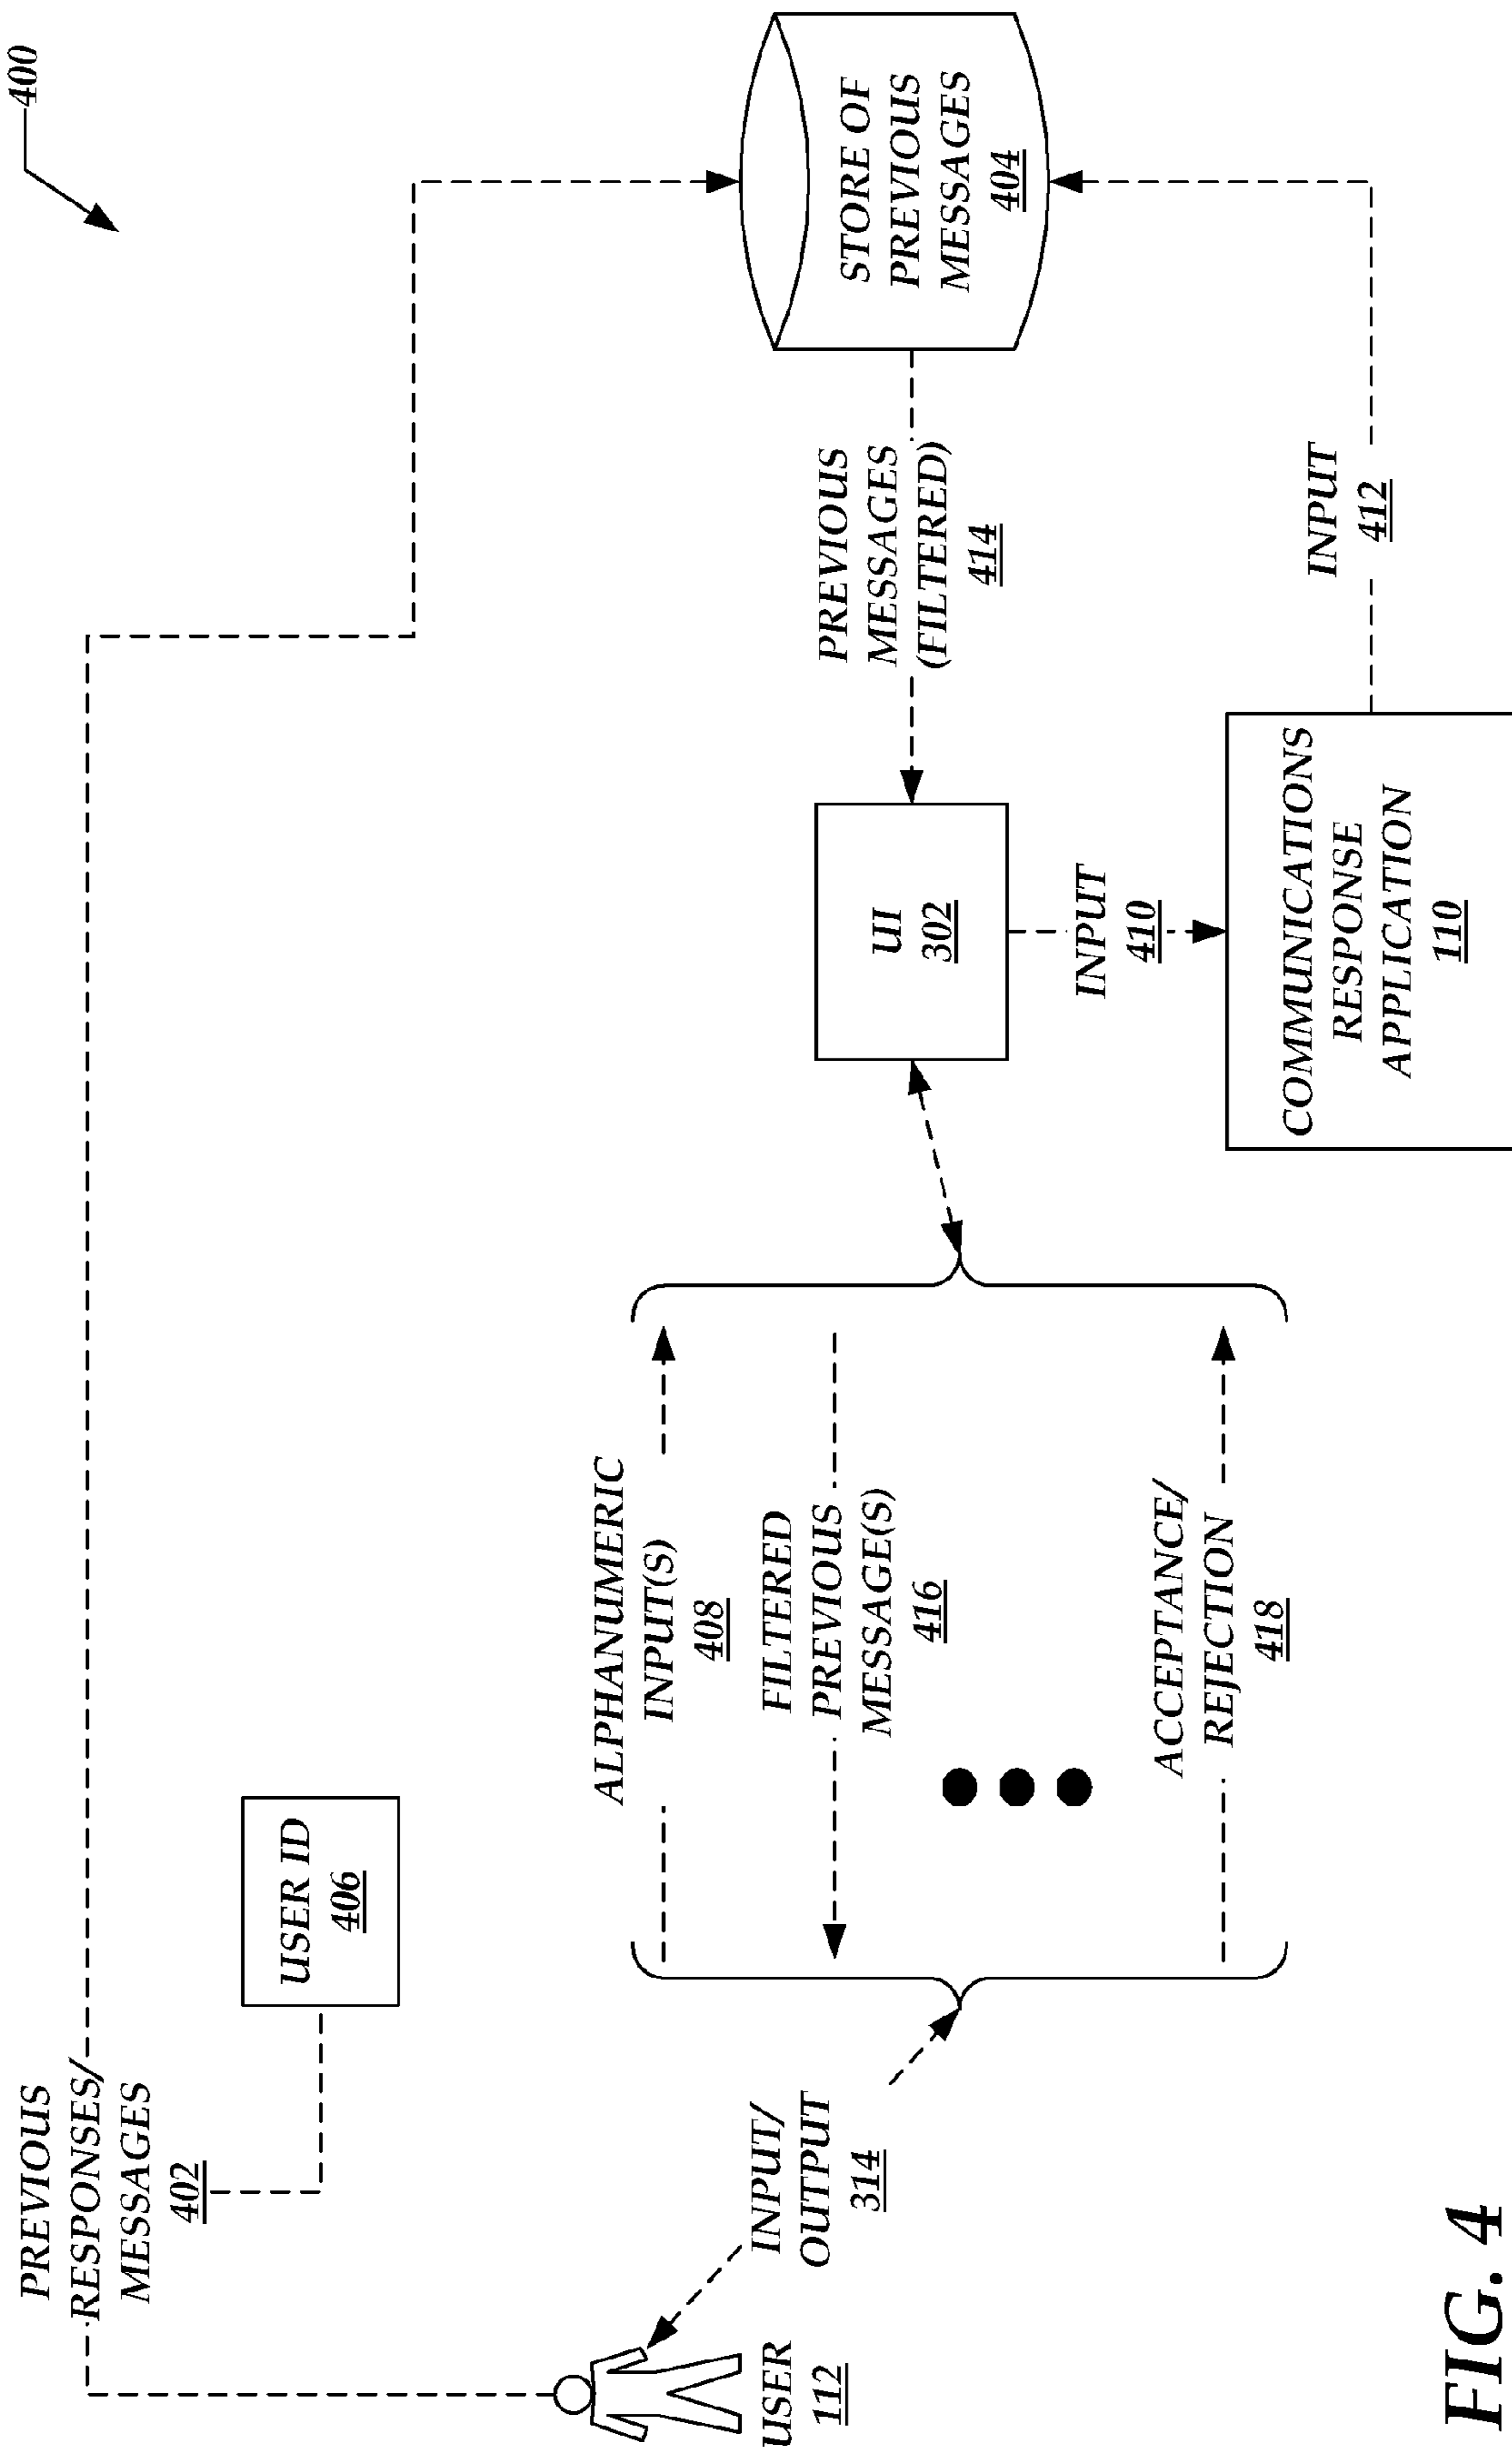 400
PREVIOUS
RESPONSES/
MESSAGES
402
USER ID
406
USER
112
INPUT/
OUTPUT
314
ALPHANUMERIC
INPUT(S)
408
FILTERED
PREVIOUS
MESSAGE(S)
416
ACCEPTANCE/
REJECTION
418
UI
302
INPUT
410
COMMUNICATIONS
RESPONSE
APPLICATION
110
PREVIOUS
MESSAGES
(FILTERED)
414
STORE OF
PREVIOUS
MESSAGES
404
INPUT
412
FIG. 4